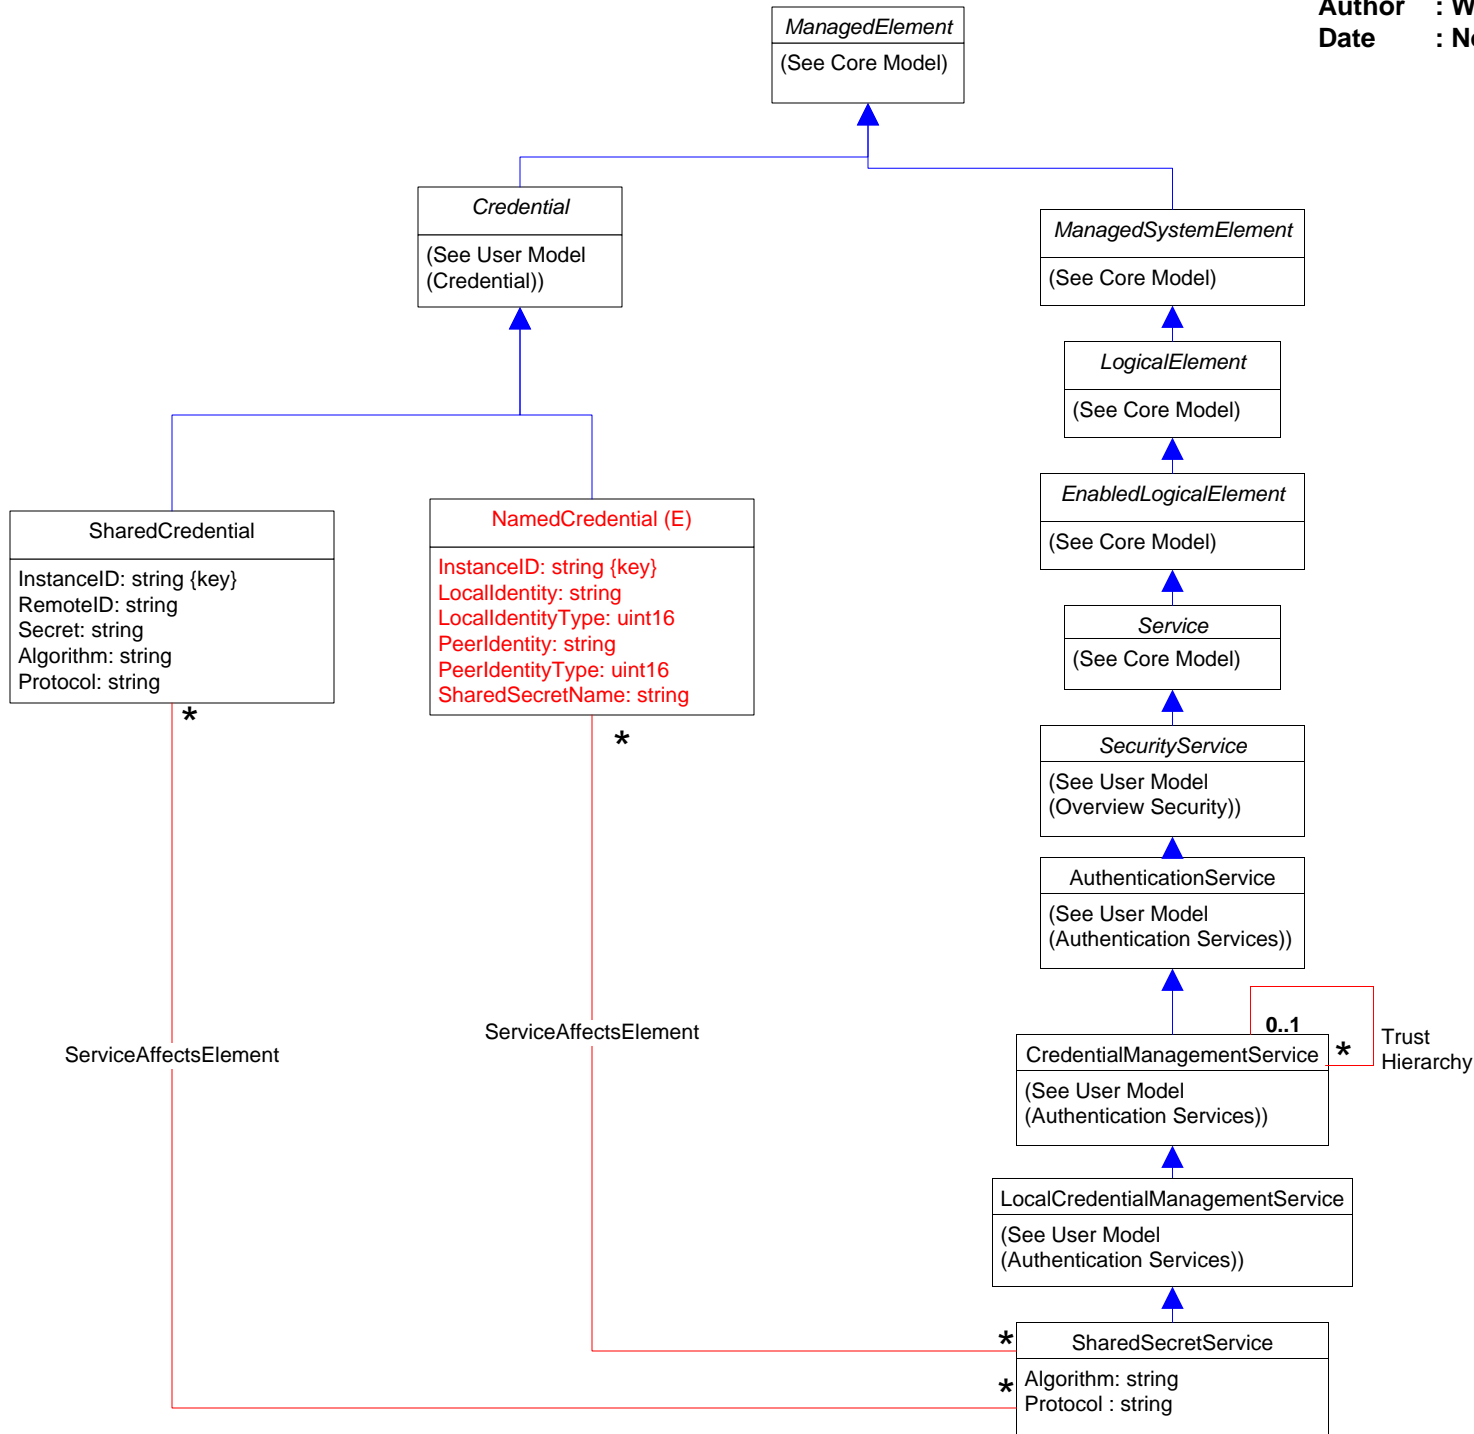 Author : W
Date : N
ManagedElement
(See Core Model)
Credential
(See User Model
(Credential))
ManagedSystemElement
(See Core Model)
LogicalElement
(See Core Model)
EnabledLogicalElement
(See Core Model)
Service
(See Core Model)
SecurityService
(See User Model
(Overview Security))
AuthenticationService
(See User Model
(Authentication Services))
SharedCredential
InstanceID: string {key}
RemoteID: string
Secret: string
Algorithm: string
Protocol: string
*
NamedCredential (E)
InstanceID: string {key}
LocalIdentity: string
LocalIdentityType: uint16
PeerIdentity: string
PeerIdentityType: uint16
SharedSecretName: string
*
ServiceAffectsElement
ServiceAffectsElement
0..1
*
Trust
Hierarchy
CredentialManagementService
(See User Model
(Authentication Services))
LocalCredentialManagementService
(See User Model
(Authentication Services))
*
*
SharedSecretService
Algorithm: string
Protocol : string